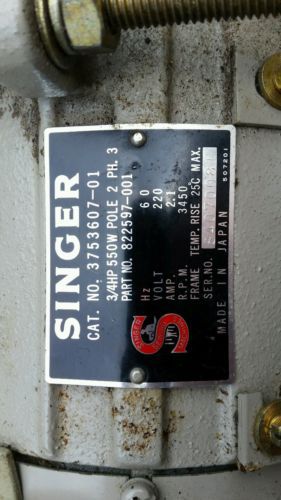 SINGER
CAT. NO. 3753607-01
3/4HP 550W POLE 2 PH. 3
PART NO. 822597-001
Hz 60
VOLT 220
AMP. 2.1
R.P.M. 3450
FRAME TEMP. RISE 25C MAX.
SER. NO.
MADE IN JAPAN
507201